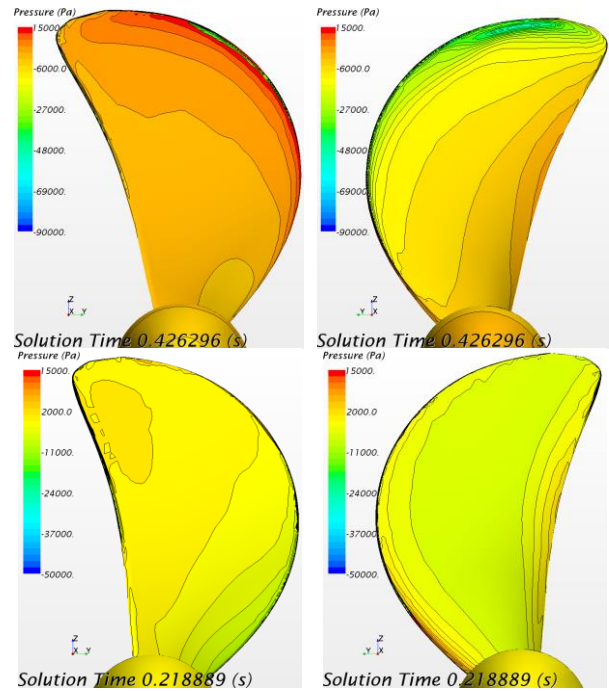 Pressure (Pa)
15000.
-6000.0
-27000.
-48000.
-69000.
-90000.
Z
X Y
Solution Time 0.426296 (s)
Pressure (Pa)
15000.
-6000.0
-27000.
-48000.
-69000.
-90000.
Z
Y X
Solution Time 0.426296 (s)
Pressure (Pa)
15000.
2000.0
-11000.
-24000.
-37000.
-50000.
Z
X Y
Solution Time 0.218889 (s)
Pressure (Pa)
15000.
2000.0
-11000.
-24000.
-37000.
-50000.
Z
Y X
Solution Time 0.218889 (s)